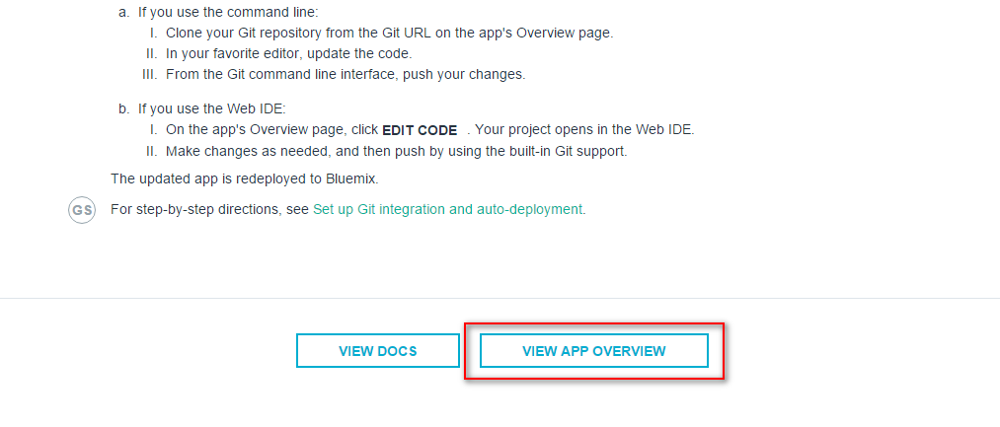 a. If you use the command line:
I. Clone your Git repository from the Git URL on the app's Overview page.
II. In your favorite editor, update the code.
III. From the Git command line interface, push your changes.
b. If you use the Web IDE:
I. On the app's Overview page, click EDIT CODE . Your project opens in the Web IDE.
II. Make changes as needed, and then push by using the built-in Git support.
The updated app is redeployed to Bluemix.
GS For step-by-step directions, see Set up Git integration and auto-deployment.
VIEW DOCS VIEW APP OVERVIEW